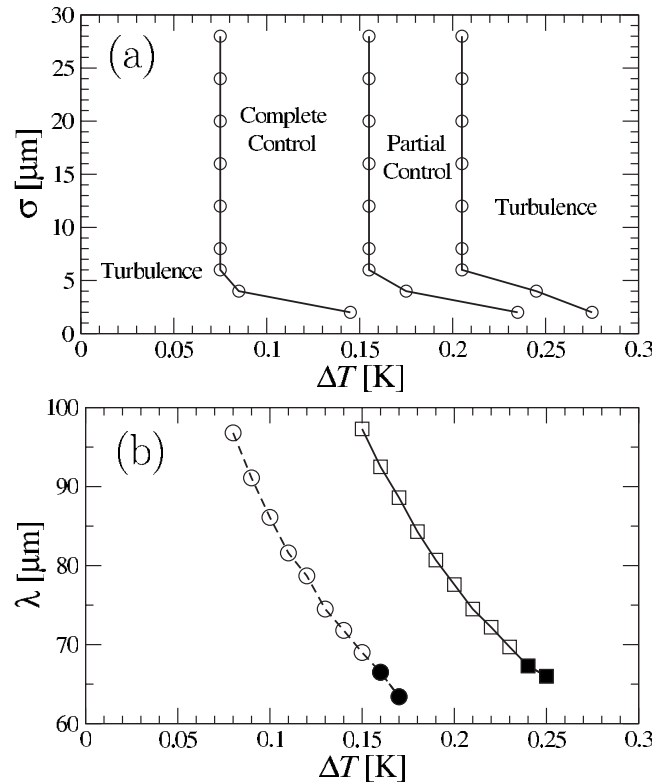 30
25
20
15
10
5
0
σ [µm]
(a)
Complete
Control
Partial
Control
Turbulence
Turbulence
0
0.05
0.1
0.15
0.2
0.25
0.3
ΔT [K]
100
90
80
70
60
λ [µm]
(b)
0
0.05
0.1
0.15
0.2
0.25
0.3
ΔT [K]